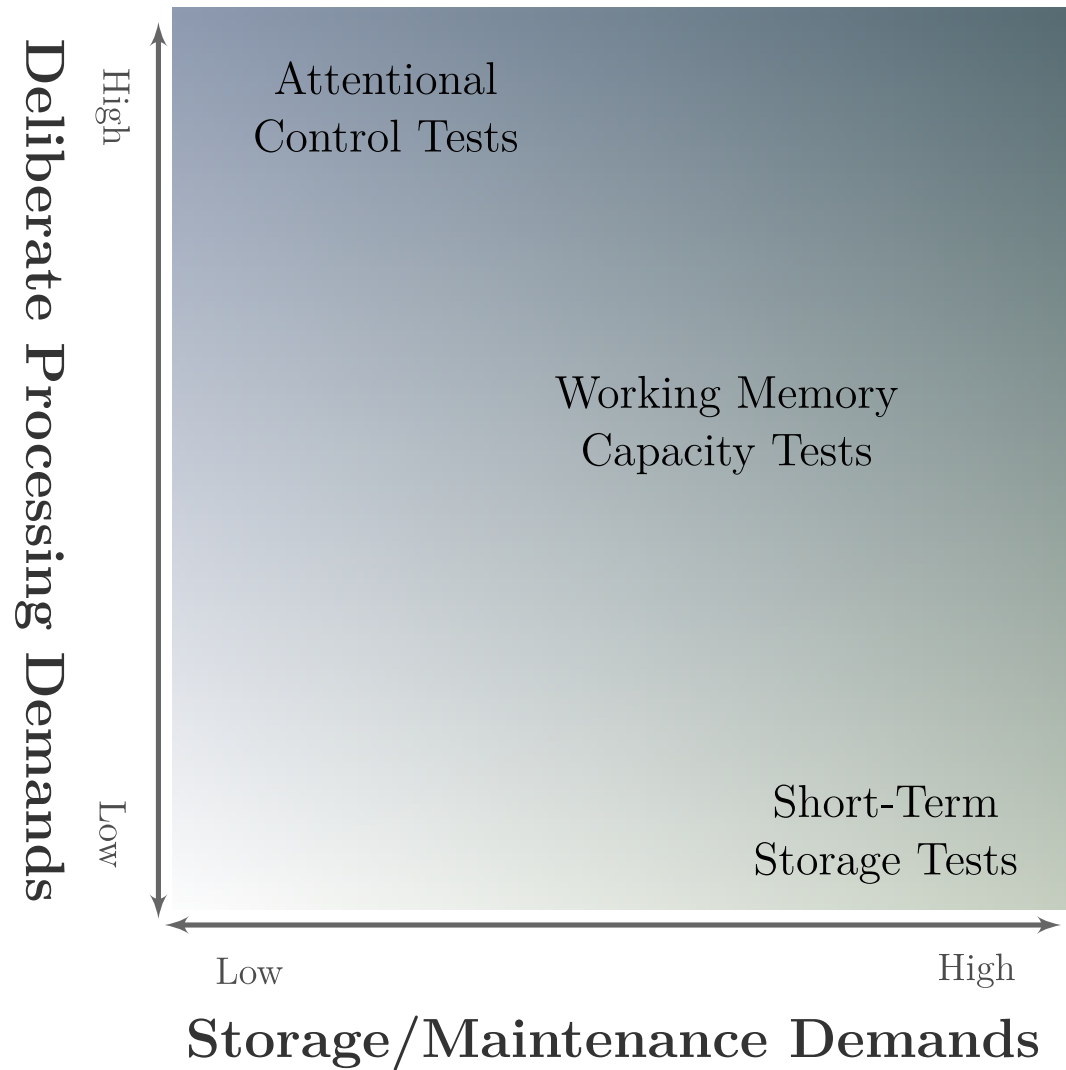 Deliberate Processing Demands
High
Low
Attentional
Control Tests
Working Memory
Capacity Tests
Short-Term
Storage Tests
Low
High
Storage/Maintenance Demands